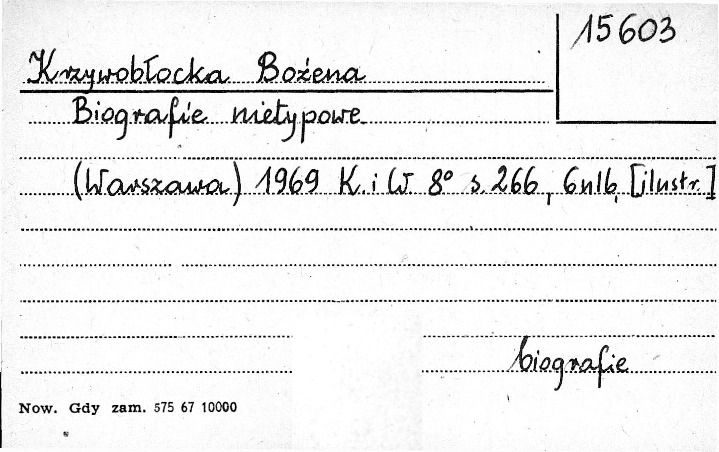 15603
Krzywobłocka Bożena
Biografie nietypowe
(Warszawa) 1969 K. i W. 8° s. 266, 6 nlb, [ilustr.]
biografie
Now. Gdy zam. 575 67 10000